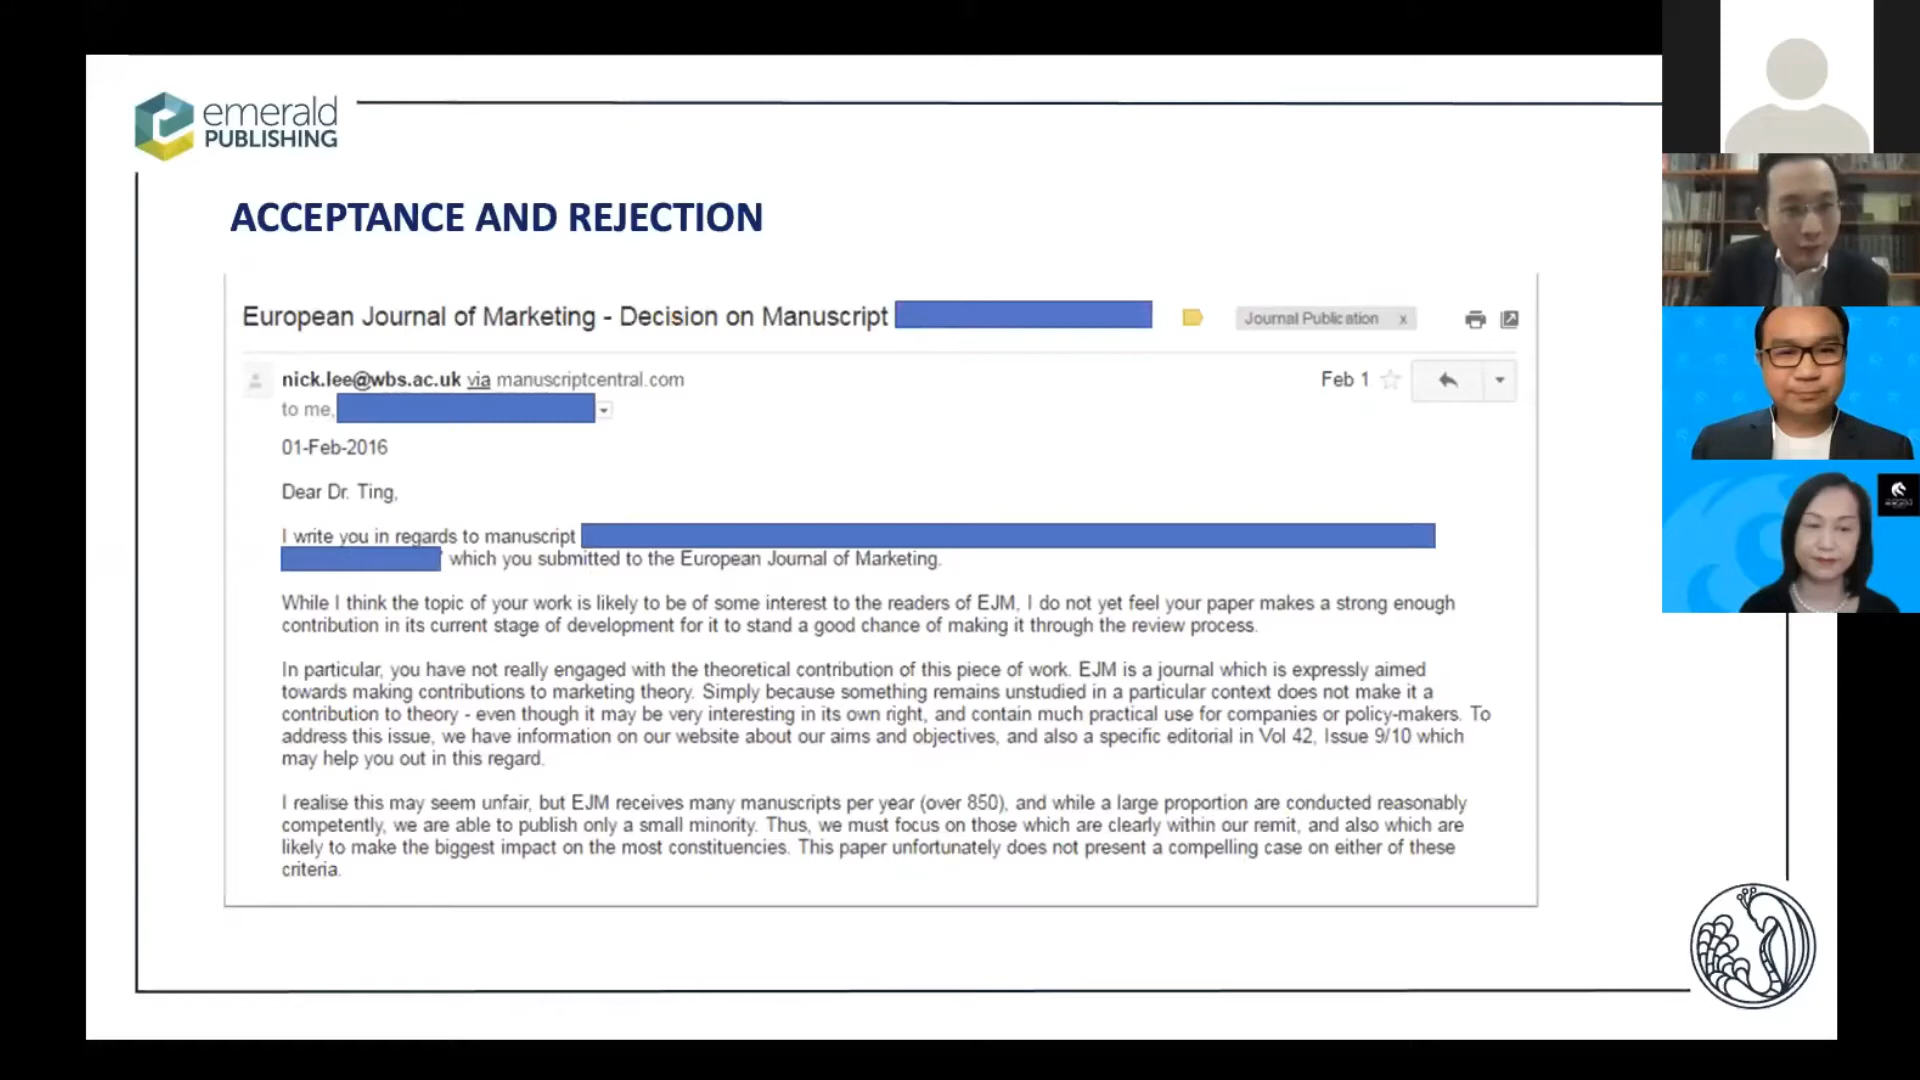 emerald
PUBLISHING
ACCEPTANCE AND REJECTION
European Journal of Marketing - Decision on Manuscript
Journal Publication x
nick.lee@wbs.ac.uk via manuscriptcentral.com
Feb 1
to me,
01-Feb-2016
Dear Dr. Ting,
I write you in regards to manuscript
which you submitted to the European Journal of Marketing.
While I think the topic of your work is likely to be of some interest to the readers of EJM, I do not yet feel your paper makes a strong enough
contribution in its current stage of development for it to stand a good chance of making it through the review process.
In particular, you have not really engaged with the theoretical contribution of this piece of work. EJM is a journal which is expressly aimed
towards making contributions to marketing theory. Simply because something remains unstudied in a particular context does not make it a
contribution to theory - even though it may be very interesting in its own right, and contain much practical use for companies or policy-makers. To
address this issue, we have information on our website about our aims and objectives, and also a specific editorial in Vol 42, Issue 9/10 which
may help you out in this regard.
I realise this may seem unfair, but EJM receives many manuscripts per year (over 850), and while a large proportion are conducted reasonably
competently, we are able to publish only a small minority. Thus, we must focus on those which are clearly within our remit, and also which are
likely to make the biggest impact on the most constituencies. This paper unfortunately does not present a compelling case on either of these
criteria.